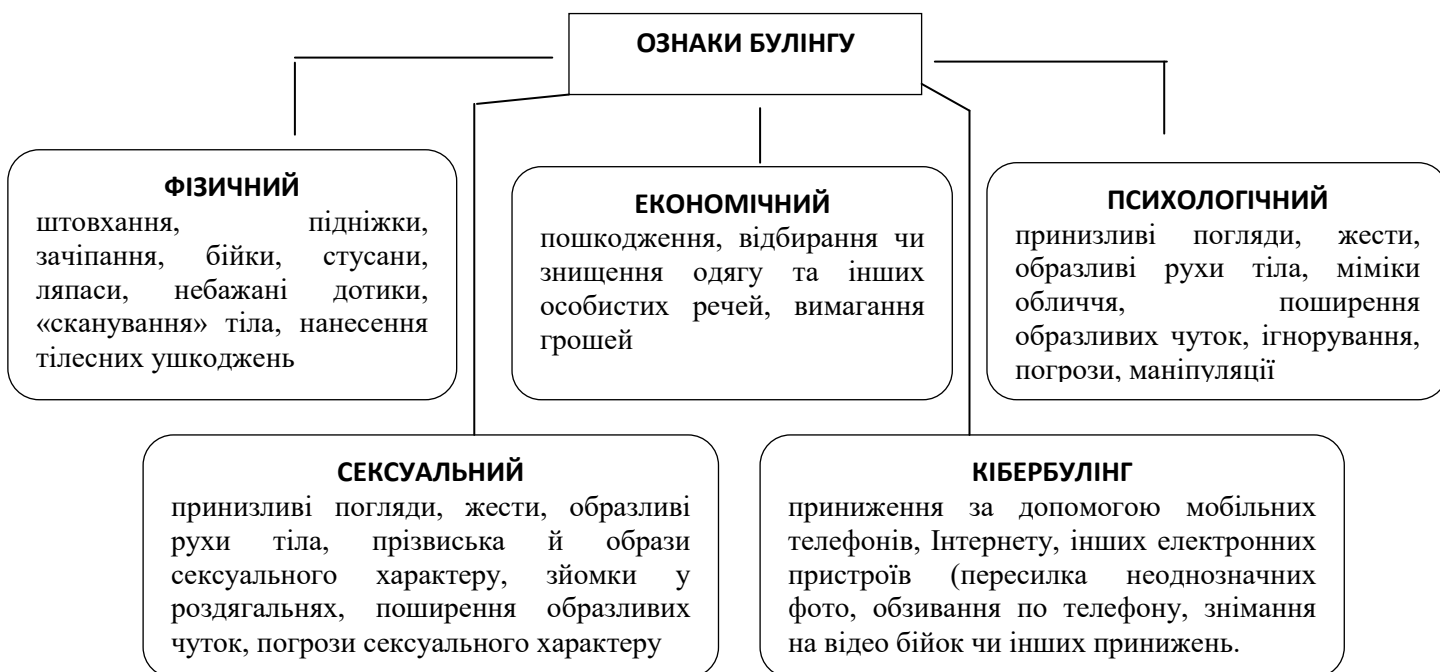 ОЗНАКИ БУЛІНГУ
ФІЗИЧНИЙ
штовхання, підніжки,
зачіпання, бійки, стусани,
ляпаси, небажані дотики,
«сканування» тіла, нанесення
тілесних ушкоджень
ЕКОНОМІЧНИЙ
пошкодження, відбирання чи
знищення одягу та інших
особистих речей, вимагання
грошей
ПСИХОЛОГІЧНИЙ
принизливі погляди, жести,
образливі рухи тіла, міміки
обличчя, поширення
образливих чуток, ігнорування,
погрози, маніпуляції
СЕКСУАЛЬНИЙ
принизливі погляди, жести, образливі
рухи тіла, прізвиська й образи
сексуального характеру, зйомки у
роздягальнях, поширення образливих
чуток, погрози сексуального характеру
КІБЕРБУЛІНГ
приниження за допомогою мобільних
телефонів, Інтернету, інших електронних
пристроїв (пересилка неоднозначних
фото, обзивання по телефону, знімання
на відео бійок чи інших принижень.